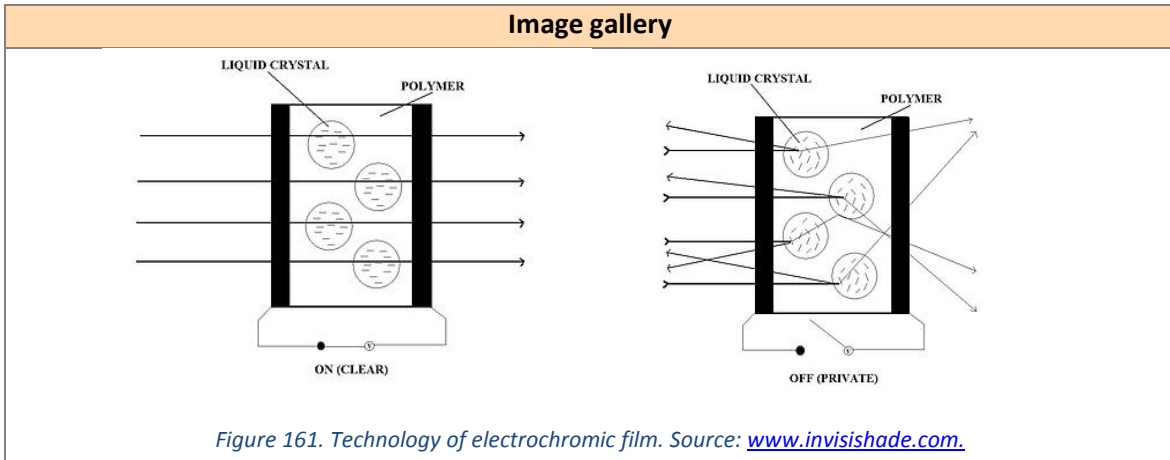 Image gallery
LIQUID CRYSTAL
POLYMER
V
ON (CLEAR)
LIQUID CRYSTAL
POLYMER
V
OFF (PRIVATE)
Figure 161. Technology of electrochromic film. Source: www.invisishade.com.